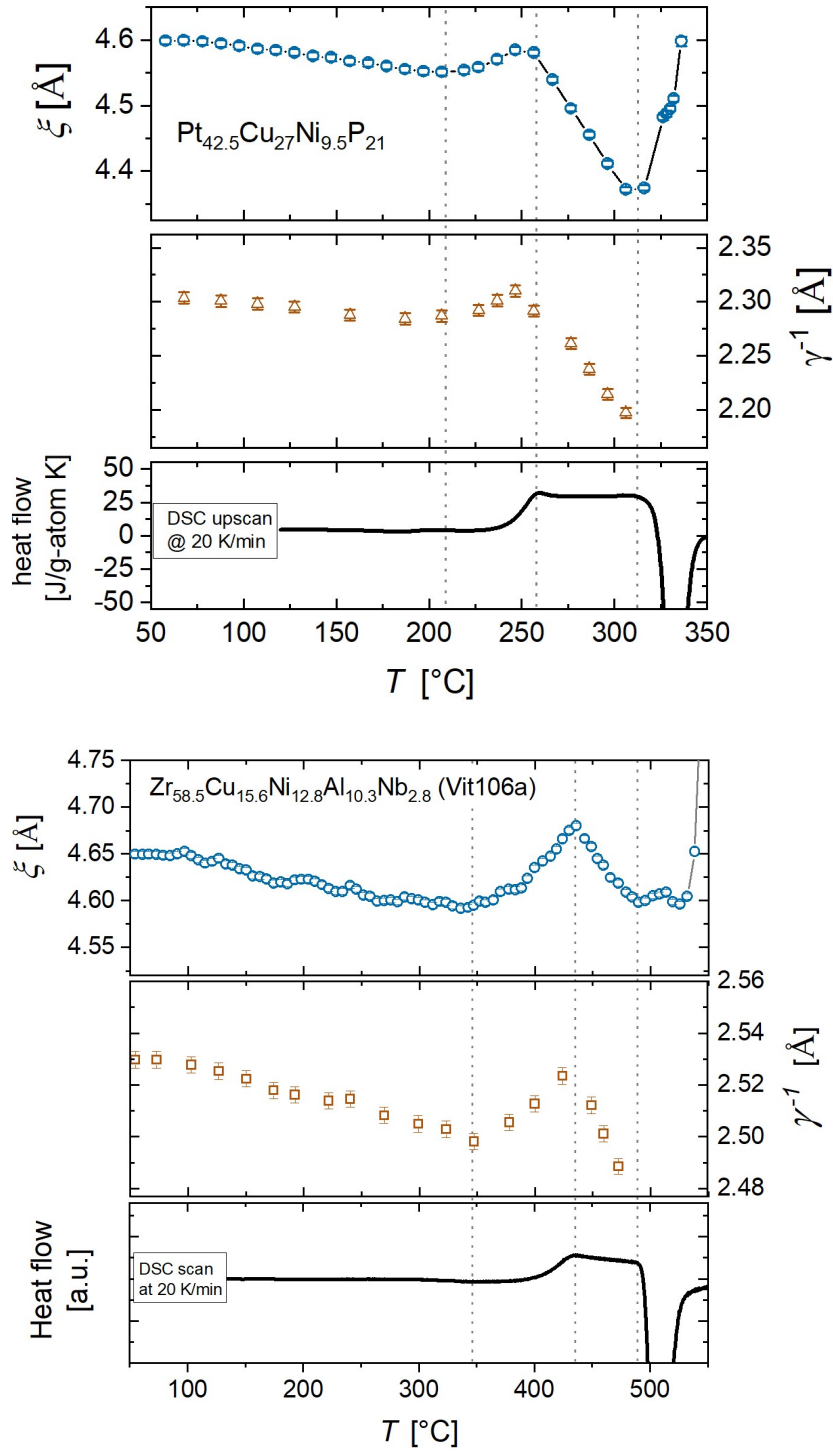 4.6
4.5
4.4
ξ [Å]
Pt42.5Cu27Ni9.5P21
2.35
2.30
2.25
2.20
γ-1 [Å]
50
25
0
-25
-50
heat flow
[J/g-atom K]
DSC upscan
@ 20 K/min
50 100 150 200 250 300 350
T [°C]
4.75
4.70
4.65
4.60
4.55
ξ [Å]
Zr58.5Cu15.6Ni12.8Al10.3Nb2.8 (Vit106a)
2.56
2.54
2.52
2.50
2.48
γ-1 [Å]
Heat flow
[a.u.]
DSC scan
at 20 K/min
100 200 300 400 500
T [°C]